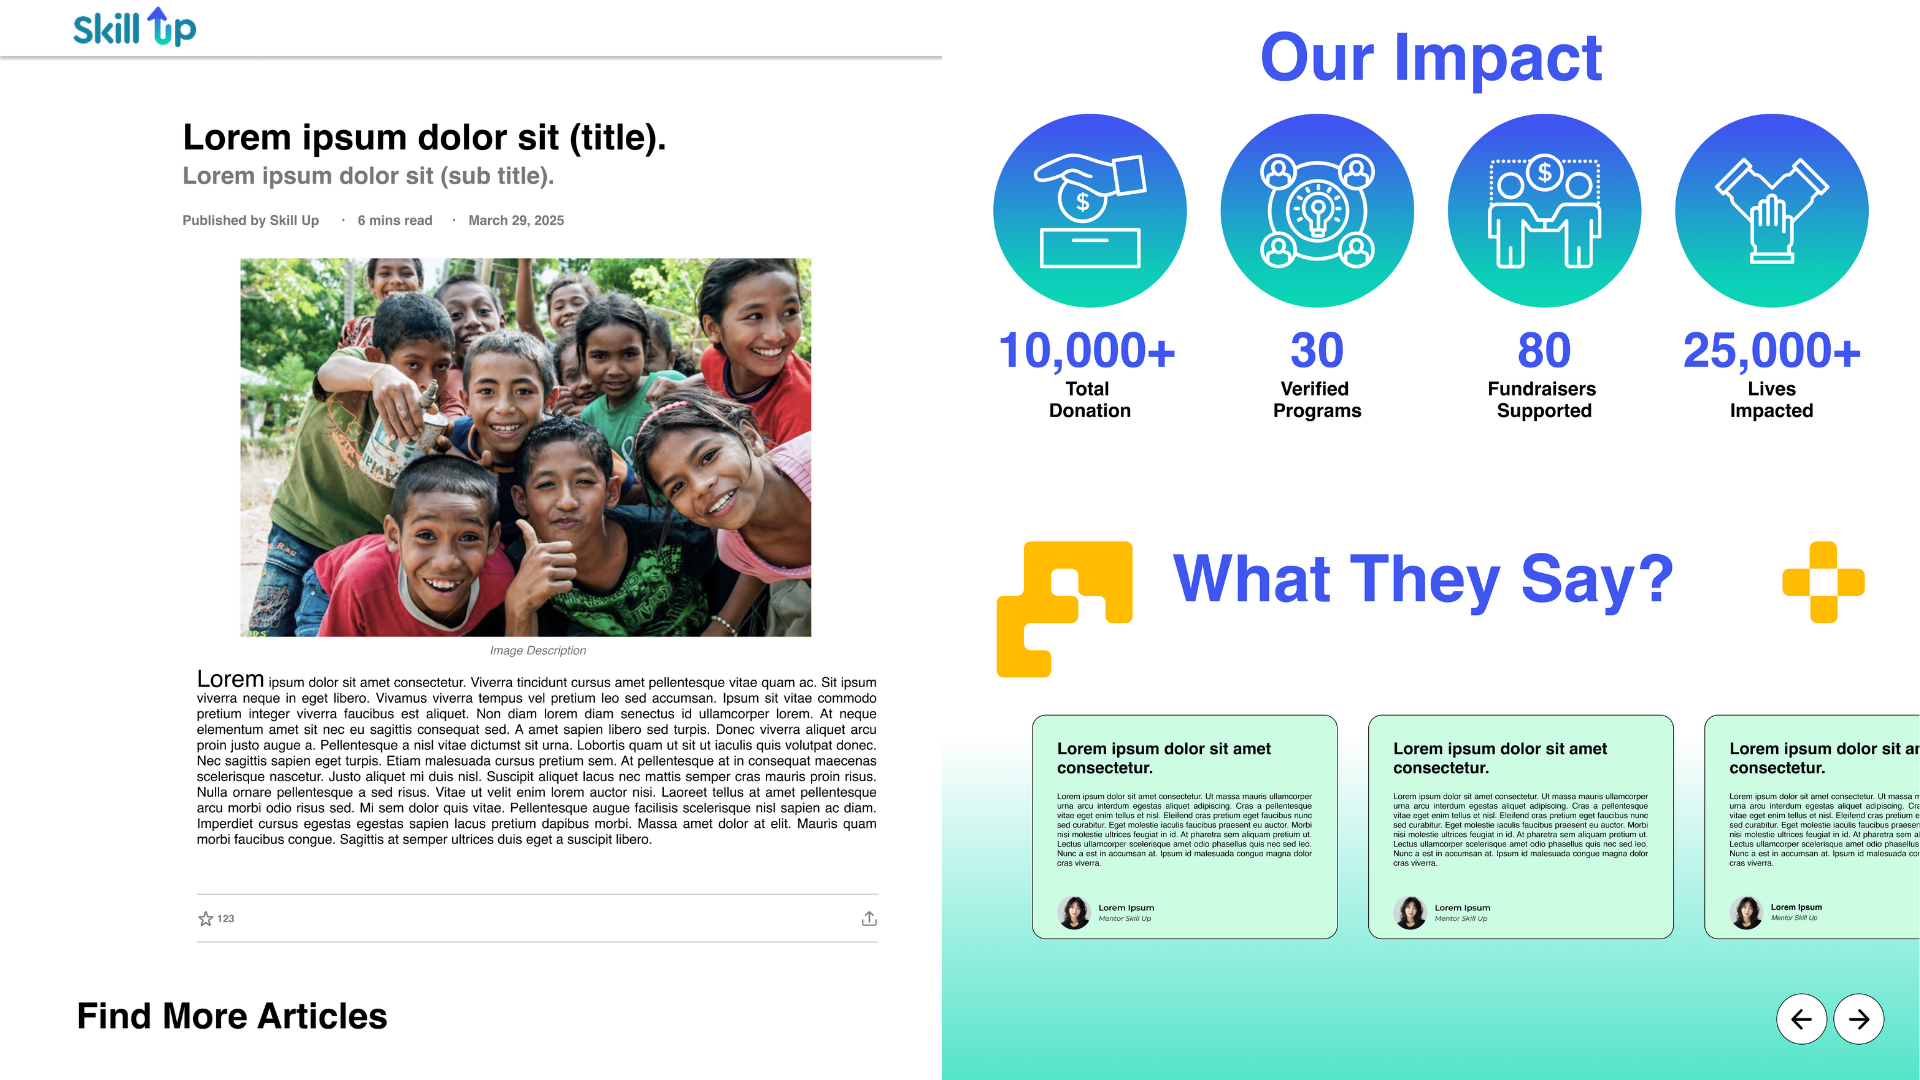 Skill Up
Lorem ipsum dolor sit (title).
Lorem ipsum dolor sit (sub title).
Published by Skill Up · 6 mins read · March 29, 2025
Image Description
Lorem ipsum dolor sit amet consectetur. Viverra tincidunt cursus amet pellentesque vitae quam ac. Sit ipsum
viverra neque in eget libero. Vivamus viverra tempus vel pretium leo sed accumsan. Ipsum sit vitae commodo
pretium integer viverra faucibus est aliquet. Non diam lorem diam senectus id ullamcorper lorem. At neque
elementum amet sit nec eu sagittis consequat sed. A amet sapien libero sed turpis. Donec viverra aliquet arcu
proin justo augue a. Pellentesque a nisl vitae dictumst sit urna. Lobortis quam ut sit ut iaculis quis volutpat donec.
Nec sagittis sapien eget turpis. Etiam malesuada cursus pretium sem. At pellentesque at in consequat maecenas
scelerisque nascetur. Justo aliquet mi duis nisl. Suscipit aliquet lacus nec mattis semper cras mauris proin risus.
Nulla ornare pellentesque a sed risus. Vitae ut velit enim lorem auctor nisi. Laoreet tellus at amet pellentesque
arcu morbi odio risus sed. Mi sem dolor quis vitae. Pellentesque augue facilisis scelerisque nisl sapien ac diam.
Imperdiet cursus egestas egestas sapien lacus pretium dapibus morbi. Massa amet dolor at elit. Mauris quam
morbi faucibus congue. Sagittis at semper ultrices duis eget a suscipit libero.
123
Find More Articles
Our Impact
10,000+
Total
Donation
30
Verified
Programs
80
Fundraisers
Supported
25,000+
Lives
Impacted
What They Say?
Lorem ipsum dolor sit amet
consectetur.
Lorem ipsum dolor sit amet consectetur. Ut massa mauris ullamcorper
urna arcu interdum egestas aliquet adipiscing. Cras a pellentesque
vitae eget enim tellus et nisl. Eleifend cras pretium eget faucibus nunc
sed curabitur. Eget molestie iaculis faucibus praesent eu auctor. Morbi
nisi molestie ultrices feugiat in id. At pharetra sem aliquam pretium ut.
Lectus ullamcorper scelerisque amet odio phasellus quis nec sed leo.
Nunc a est in accumsan at. Ipsum id malesuada congue magna dolor
cras viverra.
Lorem Ipsum
Mentor Skill Up
Lorem ipsum dolor sit amet
consectetur.
Lorem ipsum dolor sit amet consectetur. Ut massa mauris ullamcorper
urna arcu interdum egestas aliquet adipiscing. Cras a pellentesque
vitae eget enim tellus et nisl. Eleifend cras pretium eget faucibus nunc
sed curabitur. Eget molestie iaculis faucibus praesent eu auctor. Morbi
nisi molestie ultrices feugiat in id. At pharetra sem aliquam pretium ut.
Lectus ullamcorper scelerisque amet odio phasellus quis nec sed leo.
Nunc a est in accumsan at. Ipsum id malesuada congue magna dolor
cras viverra.
Lorem Ipsum
Mentor Skill Up
Lorem ipsum dolor sit
consectetur.
Lorem ipsum dolor sit amet consectetur. Ut massa
urna arcu interdum egestas aliquet adipiscing.
vitae eget enim tellus et nisl. Eleifend cras pretium
sed curabitur. Eget molestie iaculis faucibus praesent
nisi molestie ultrices feugiat in id. At pharetra sem
Lectus ullamcorper scelerisque amet odio phasellus
Nunc a est in accumsan at. Ipsum id malesuada
cras viverra.
Lorem Ipsum
Mentor Skill Up